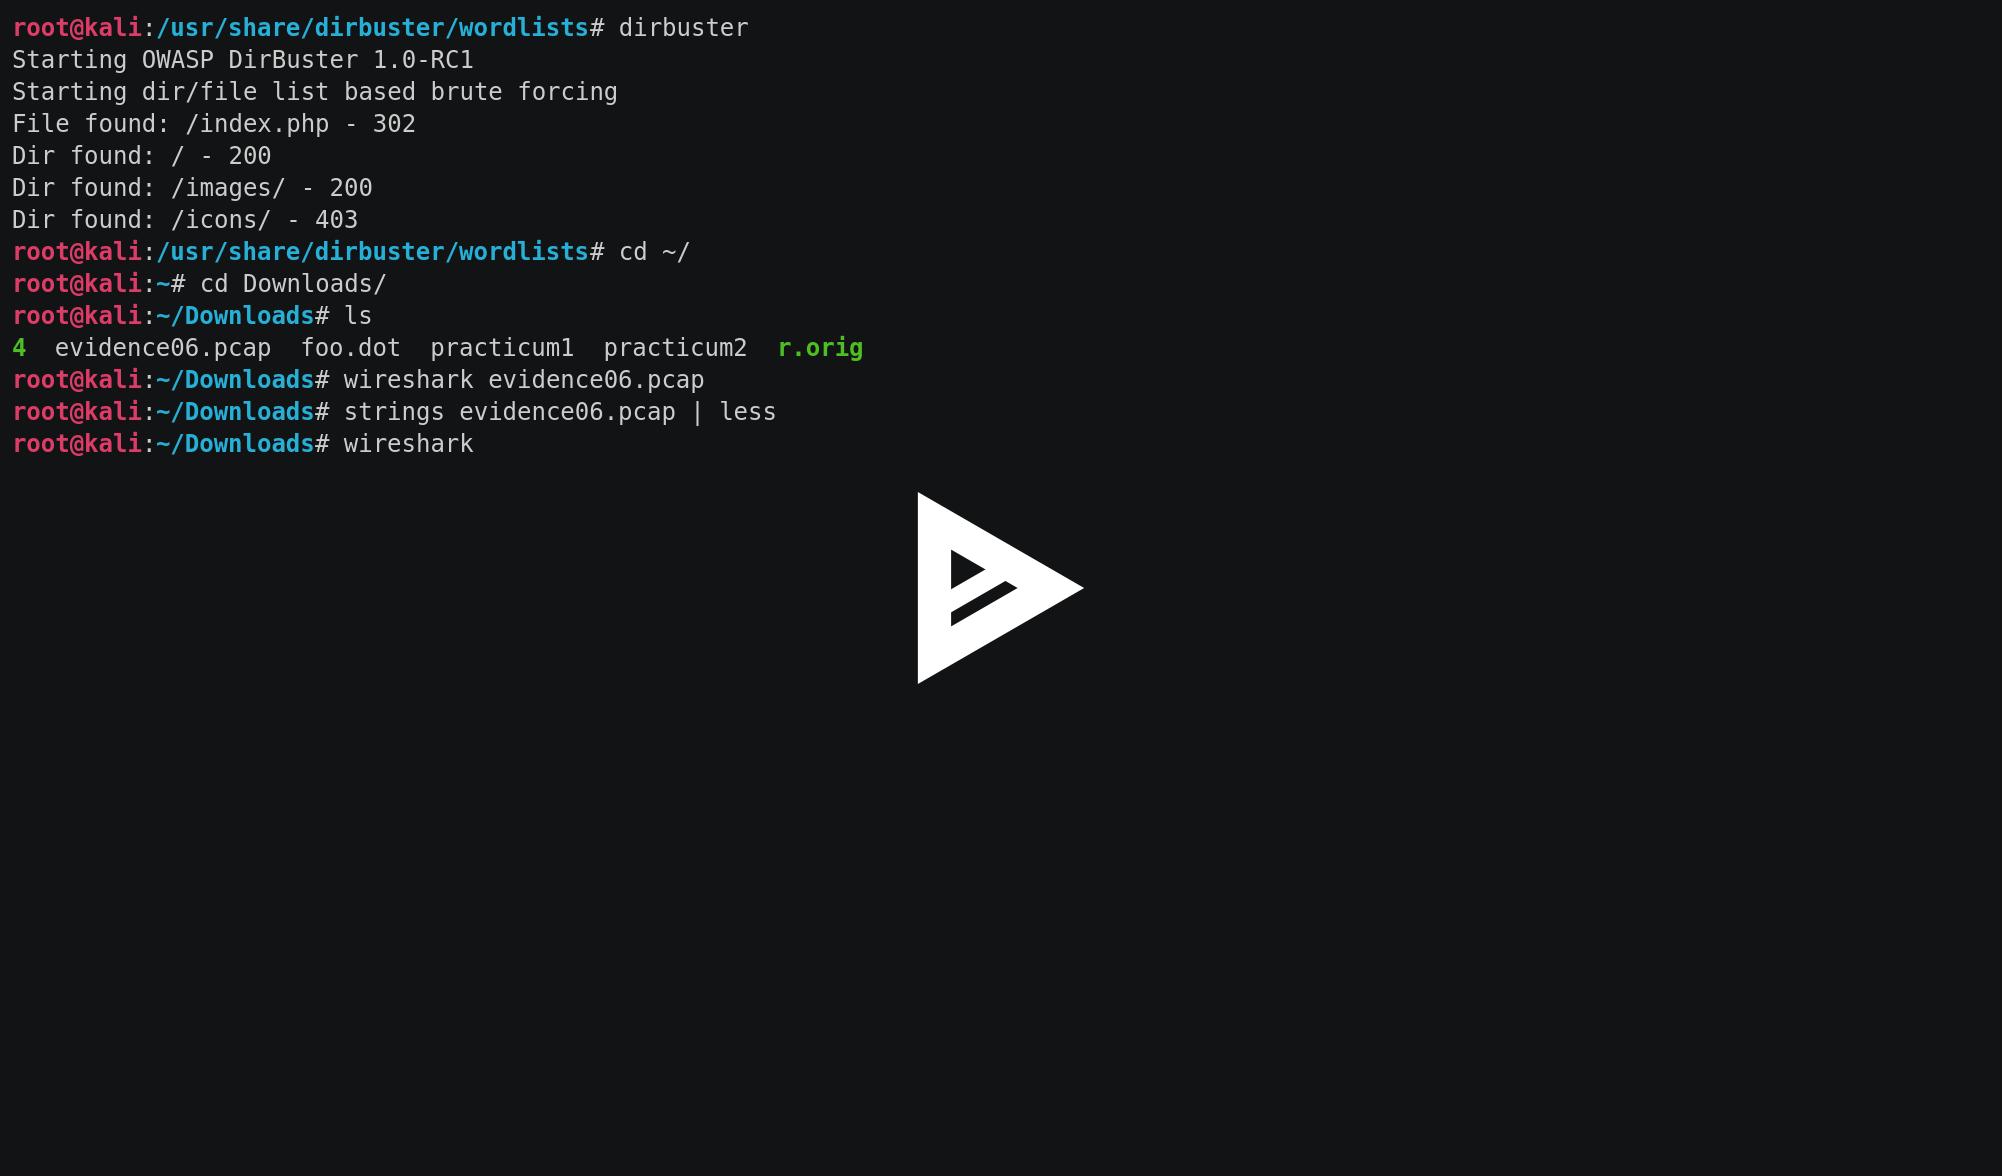 root@kali:/usr/share/dirbuster/wordlists# dirbuster
Starting OWASP DirBuster 1.0-RC1
Starting dir/file list based brute forcing
File found: /index.php - 302
Dir found: / - 200
Dir found: /images/ - 200
Dir found: /icons/ - 403
root@kali:/usr/share/dirbuster/wordlists# cd ~/
root@kali:~# cd Downloads/
root@kali:~/Downloads# ls
4  evidence06.pcap  foo.dot  practicum1  practicum2  r.orig
root@kali:~/Downloads# wireshark evidence06.pcap
root@kali:~/Downloads# strings evidence06.pcap | less
root@kali:~/Downloads# wireshark